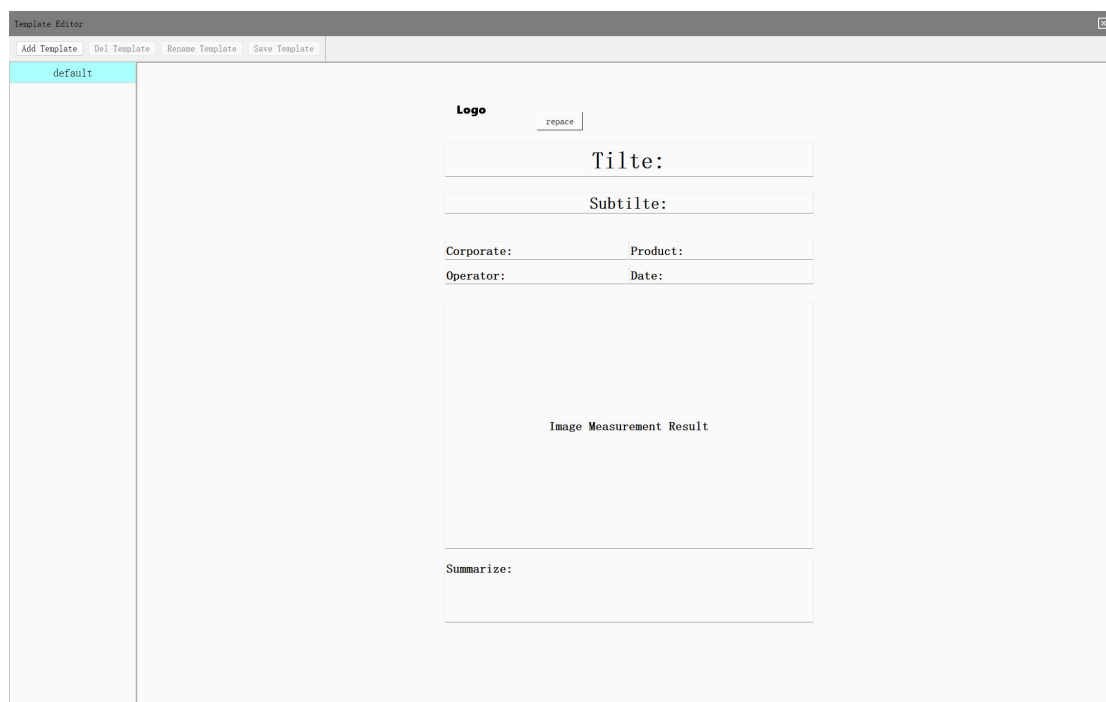 Template Editor
Add Template Del Template Rename Template Save Template
default
Logo
repace
Tilte:
Subtilte:
Corporate: Product:
Operator: Date:
Image Measurement Result
Summarize: